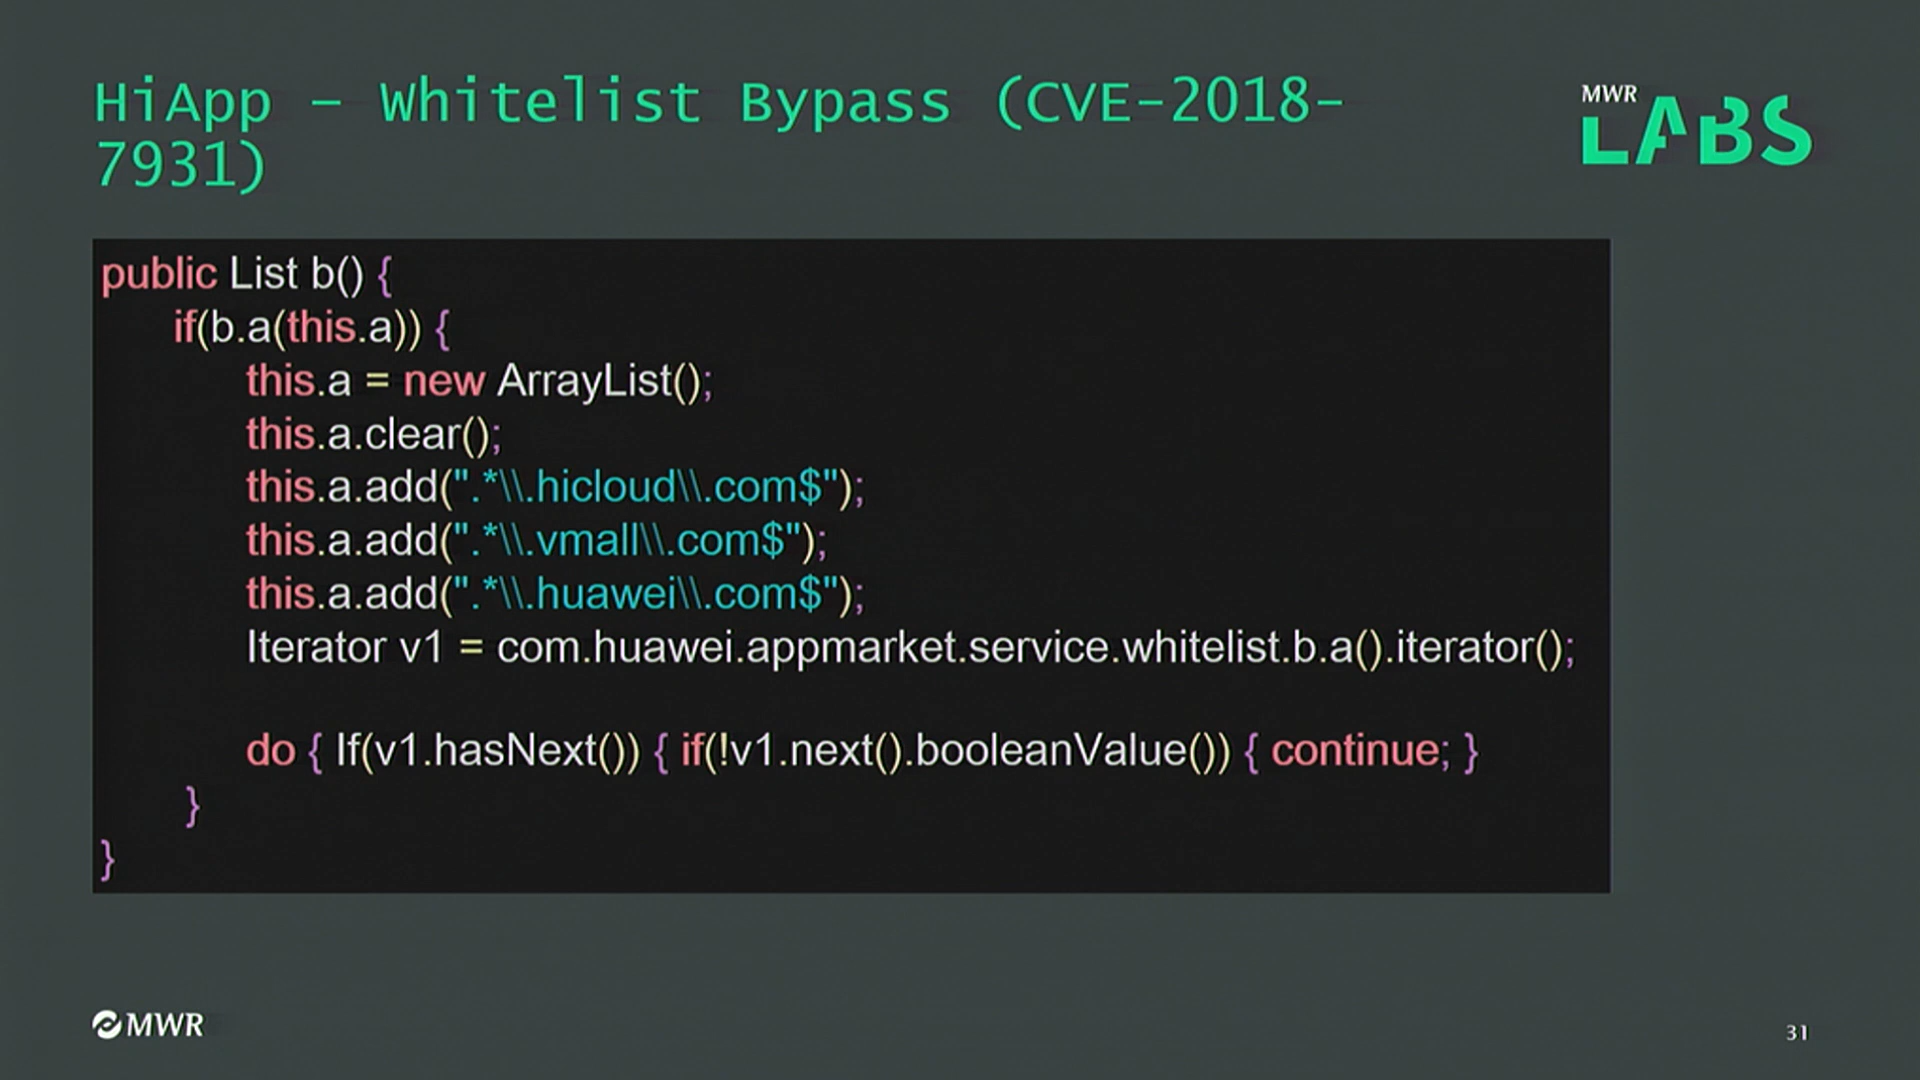 HiApp – Whitelist Bypass (CVE-2018-
7931)
MWR
LABS
public List b() {
if(b.a(this.a)) {
this.a = new ArrayList();
this.a.clear();
this.a.add(".*\\.hicloud\\.com$");
this.a.add(".*\\.vmall\\.com$");
this.a.add(".*\\.huawei\\.com$");
Iterator v1 = com.huawei.appmarket.service.whitelist.b.a().iterator();
do { If(v1.hasNext()) { if(!v1.next().booleanValue()) { continue; }
}
}
MWR
31